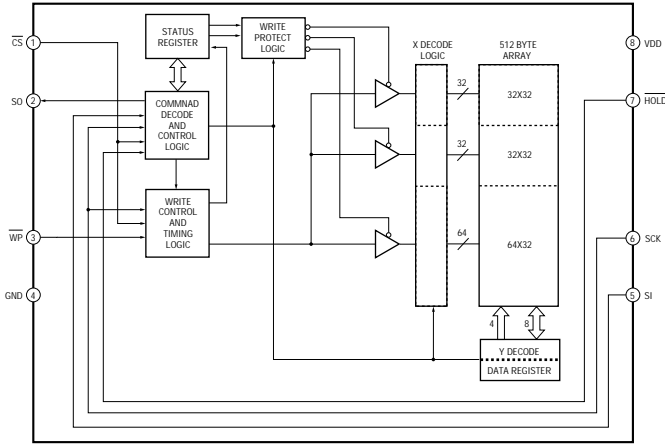 CS
1
SO
2
WP
3
GND
4
STATUS
REGISTER
WRITE
PROTECT
LOGIC
COMMNAD
DECODE
AND
CONTROL
LOGIC
WRITE
CONTROL
AND
TIMING
LOGIC
X DECODE
LOGIC
512 BYTE
ARRAY
32
32X32
32
32X32
64
64X32
4
8
Y DECODE
DATA REGISTER
8
VDD
7
HOLD
6
SCK
5
SI